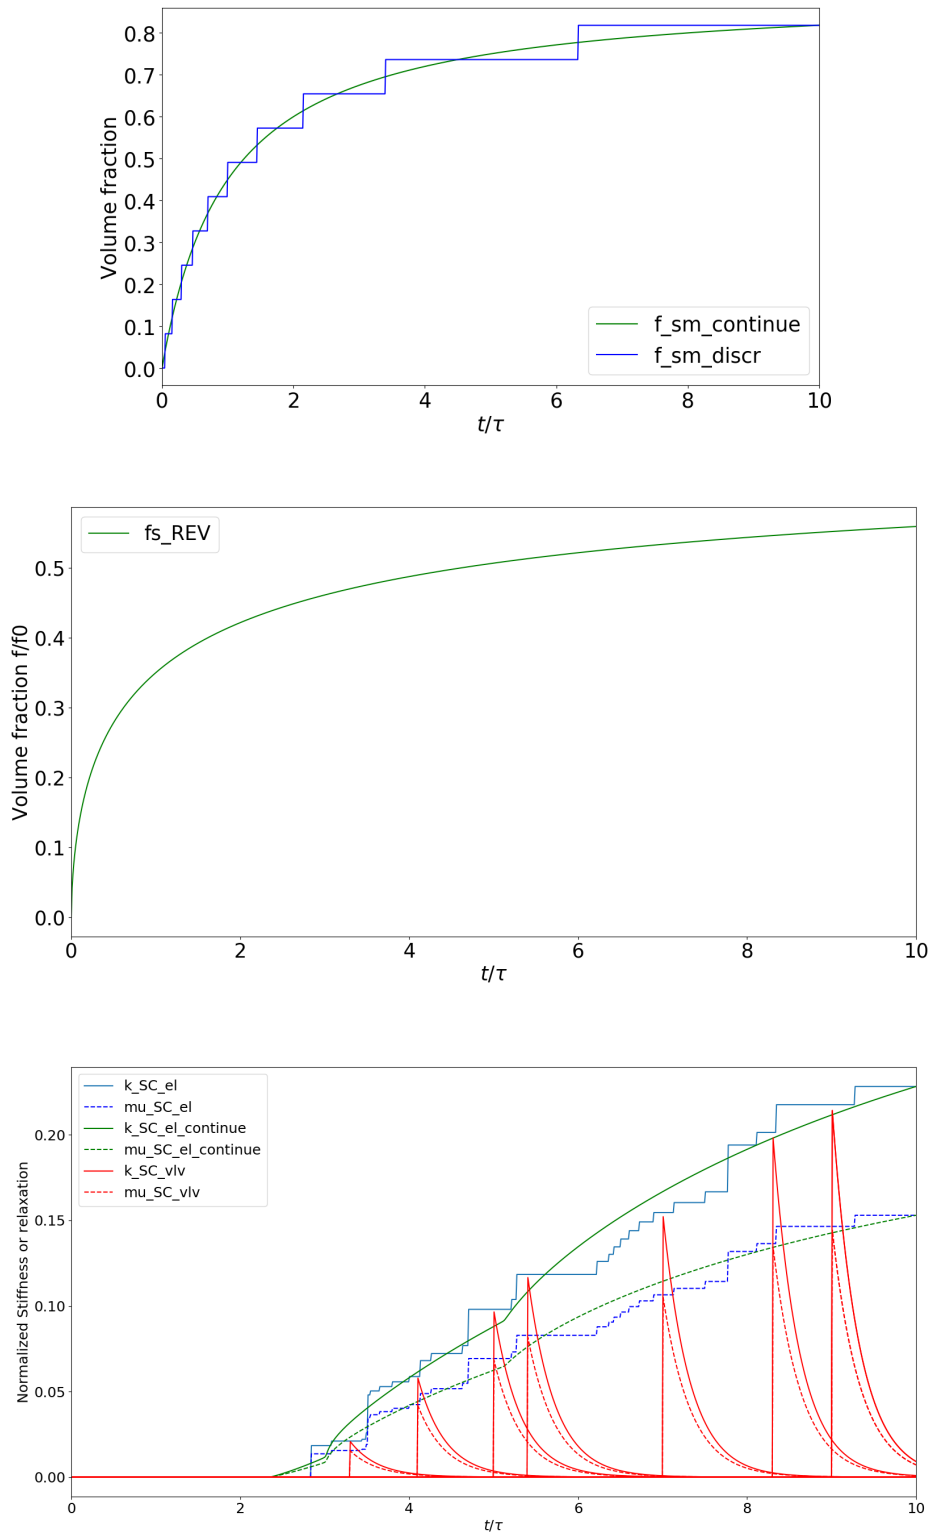 0.8
0.7
0.6
0.5
0.4
0.3
0.2
0.1
0.0
Volume fraction
f_sm_continue
f_sm_discr
0 2 4 6 8 10
t/τ
fs_REV
0.5
0.4
0.3
0.2
0.1
0.0
Volume fraction f/f0
0 2 4 6 8 10
t/τ
k_SC_el
mu_SC_el
k_SC_el_continue
mu_SC_el_continue
k_SC_vlv
mu_SC_vlv
0.20
0.15
0.10
0.05
0.00
Normalized Stiffness or relaxation
0 2 4 6 8 10
t/τ